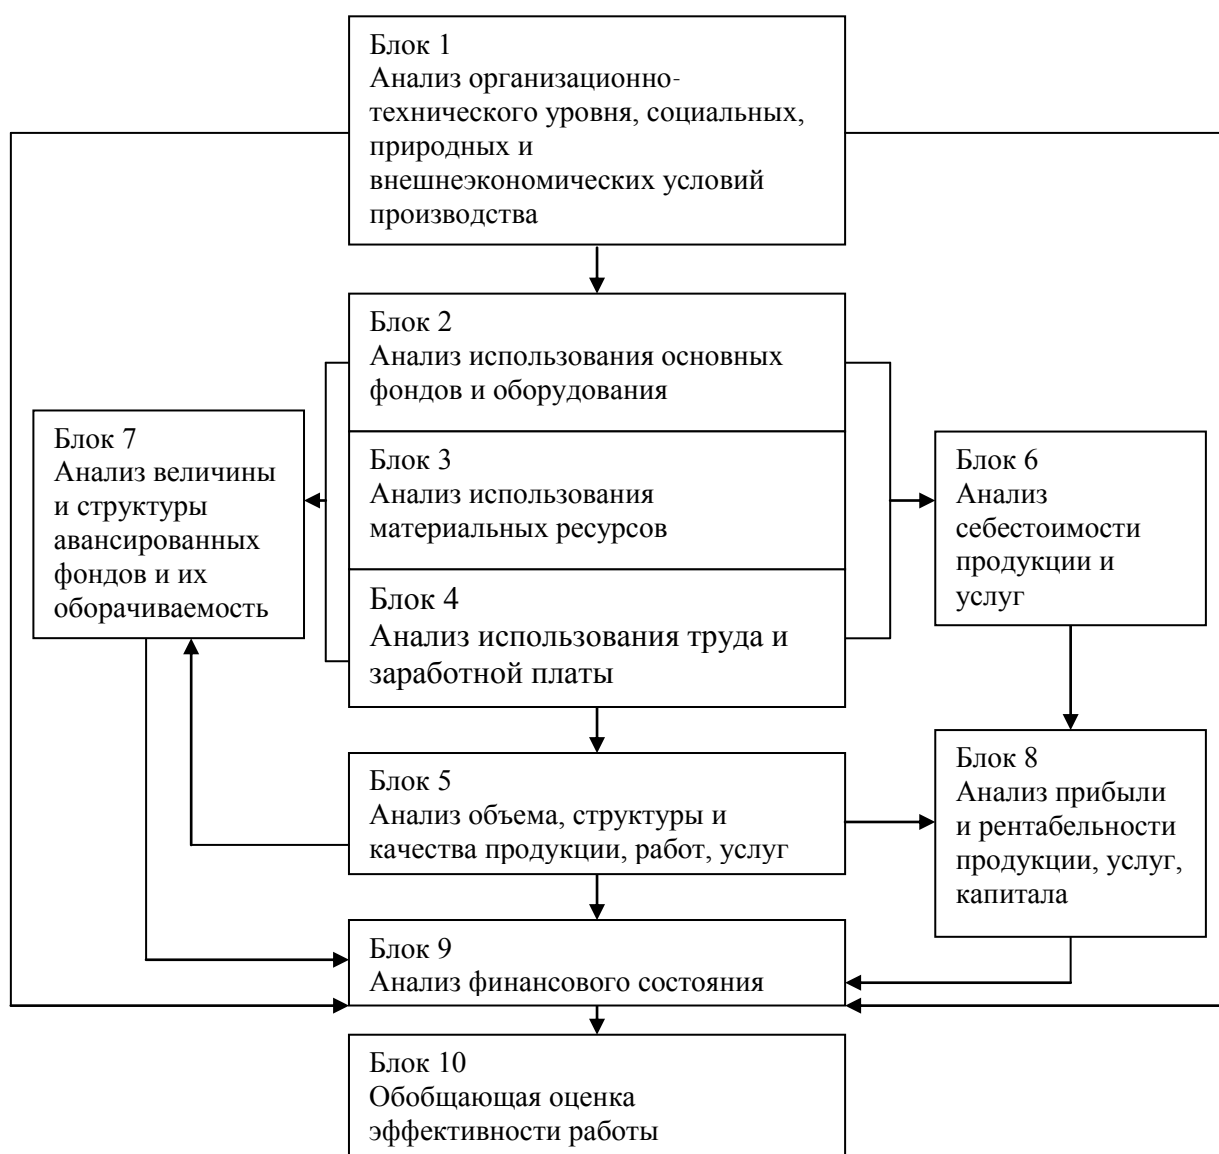 Блок 1
Анализ организационно-
технического уровня, социальных,
природных и
внешнеэкономических условий
производства
Блок 2
Анализ использования основных
фондов и оборудования
Блок 7
Анализ величины
и структуры
авансированных
фондов и их
оборачиваемость
Блок 3
Анализ использования
материальных ресурсов
Блок 6
Анализ
себестоимости
продукции и
услуг
Блок 4
Анализ использования труда и
заработной платы
Блок 5
Анализ объема, структуры и
качества продукции, работ, услуг
Блок 8
Анализ прибыли
и рентабельности
продукции, услуг,
капитала
Блок 9
Анализ финансового состояния
Блок 10
Обобщающая оценка
эффективности работы